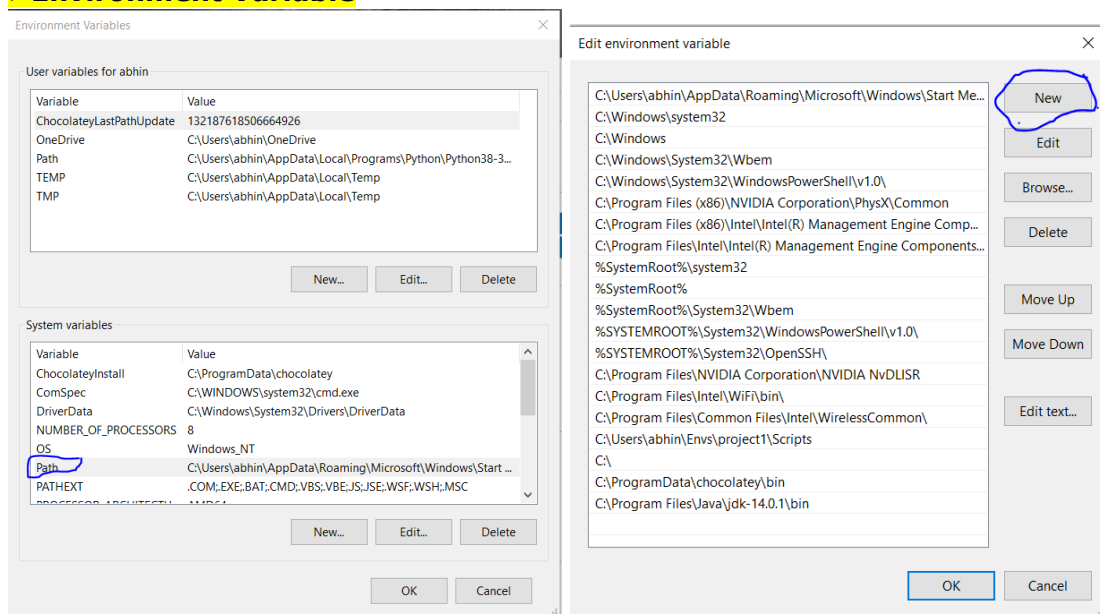 Environment Variable
Environment Variables
User variables for abhin
Variable Value
ChocolateyLastPathUpdate 132187618506664926
OneDrive C:\Users\abhin\OneDrive
Path C:\Users\abhin\AppData\Local\Programs\Python\Python38-3...
TEMP C:\Users\abhin\AppData\Local\Temp
TMP C:\Users\abhin\AppData\Local\Temp
New... Edit... Delete
System variables
Variable Value
ChocolateyInstall C:\ProgramData\chocolatey
ComSpec C:\WINDOWS\system32\cmd.exe
DriverData C:\Windows\System32\Drivers\DriverData
NUMBER_OF_PROCESSORS 8
OS Windows_NT
Path C:\Users\abhin\AppData\Roaming\Microsoft\Windows\Start ...
PATHEXT .COM;.EXE;.BAT;.CMD;.VBS;.VBE;.JS;.JSE;.WSF;.WSH;.MSC
PROCESSOR_ARCHITECTU AMD64
New... Edit... Delete
OK Cancel
Edit environment variable
C:\Users\abhin\AppData\Roaming\Microsoft\Windows\Start Me...
C:\Windows\system32
C:\Windows
C:\Windows\System32\Wbem
C:\Windows\System32\WindowsPowerShell\v1.0\
C:\Program Files (x86)\NVIDIA Corporation\PhysX\Common
C:\Program Files (x86)\Intel\Intel(R) Management Engine Comp...
C:\Program Files\Intel\Intel(R) Management Engine Components...
%SystemRoot%\system32
%SystemRoot%
%SystemRoot%\System32\Wbem
%SYSTEMROOT%\System32\WindowsPowerShell\v1.0\
%SYSTEMROOT%\System32\OpenSSH\
C:\Program Files\NVIDIA Corporation\NVIDIA NvDLISR
C:\Program Files\Intel\WiFi\bin\
C:\Program Files\Common Files\Intel\WirelessCommon\
C:\Users\abhin\Envs\project1\Scripts
C:\
C:\ProgramData\chocolatey\bin
C:\Program Files\Java\jdk-14.0.1\bin
New
Edit
Browse...
Delete
Move Up
Move Down
Edit text...
OK Cancel